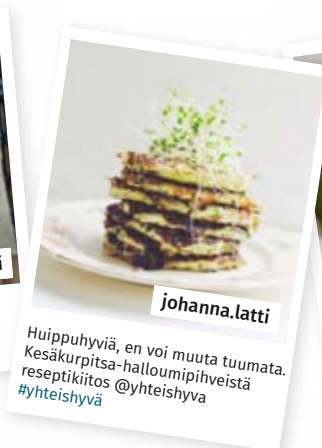 johanna.latti
Huippuhyviä, en voi muuta tuumata.
Kesäkurpitsa-halloumipihveistä
reseptikiitos @yhteishyva
#yhteishyvä